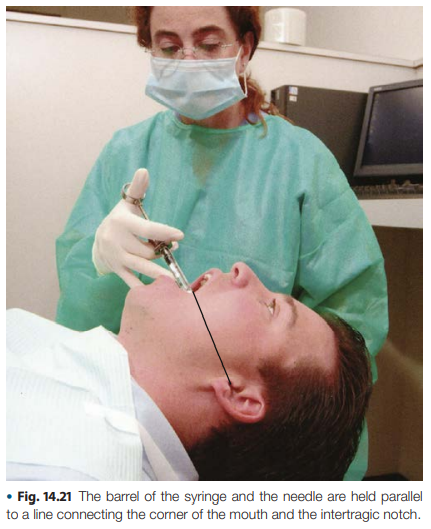 • Fig. 14.21 The barrel of the syringe and the needle are held parallel
to a line connecting the corner of the mouth and the intertragic notch.